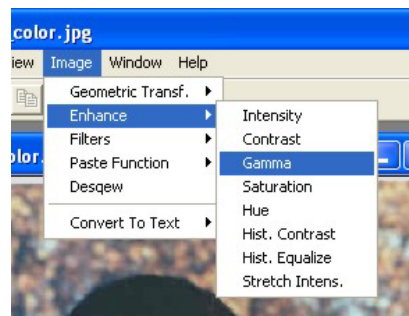 _color.jpg
iew Image Window Help
Geometric Transf.
Enhance
Filters
Paste Function
Desqew
Convert To Text
olor.
Intensity
Contrast
Gamma
Saturation
Hue
Hist. Contrast
Hist. Equalize
Stretch Intens.